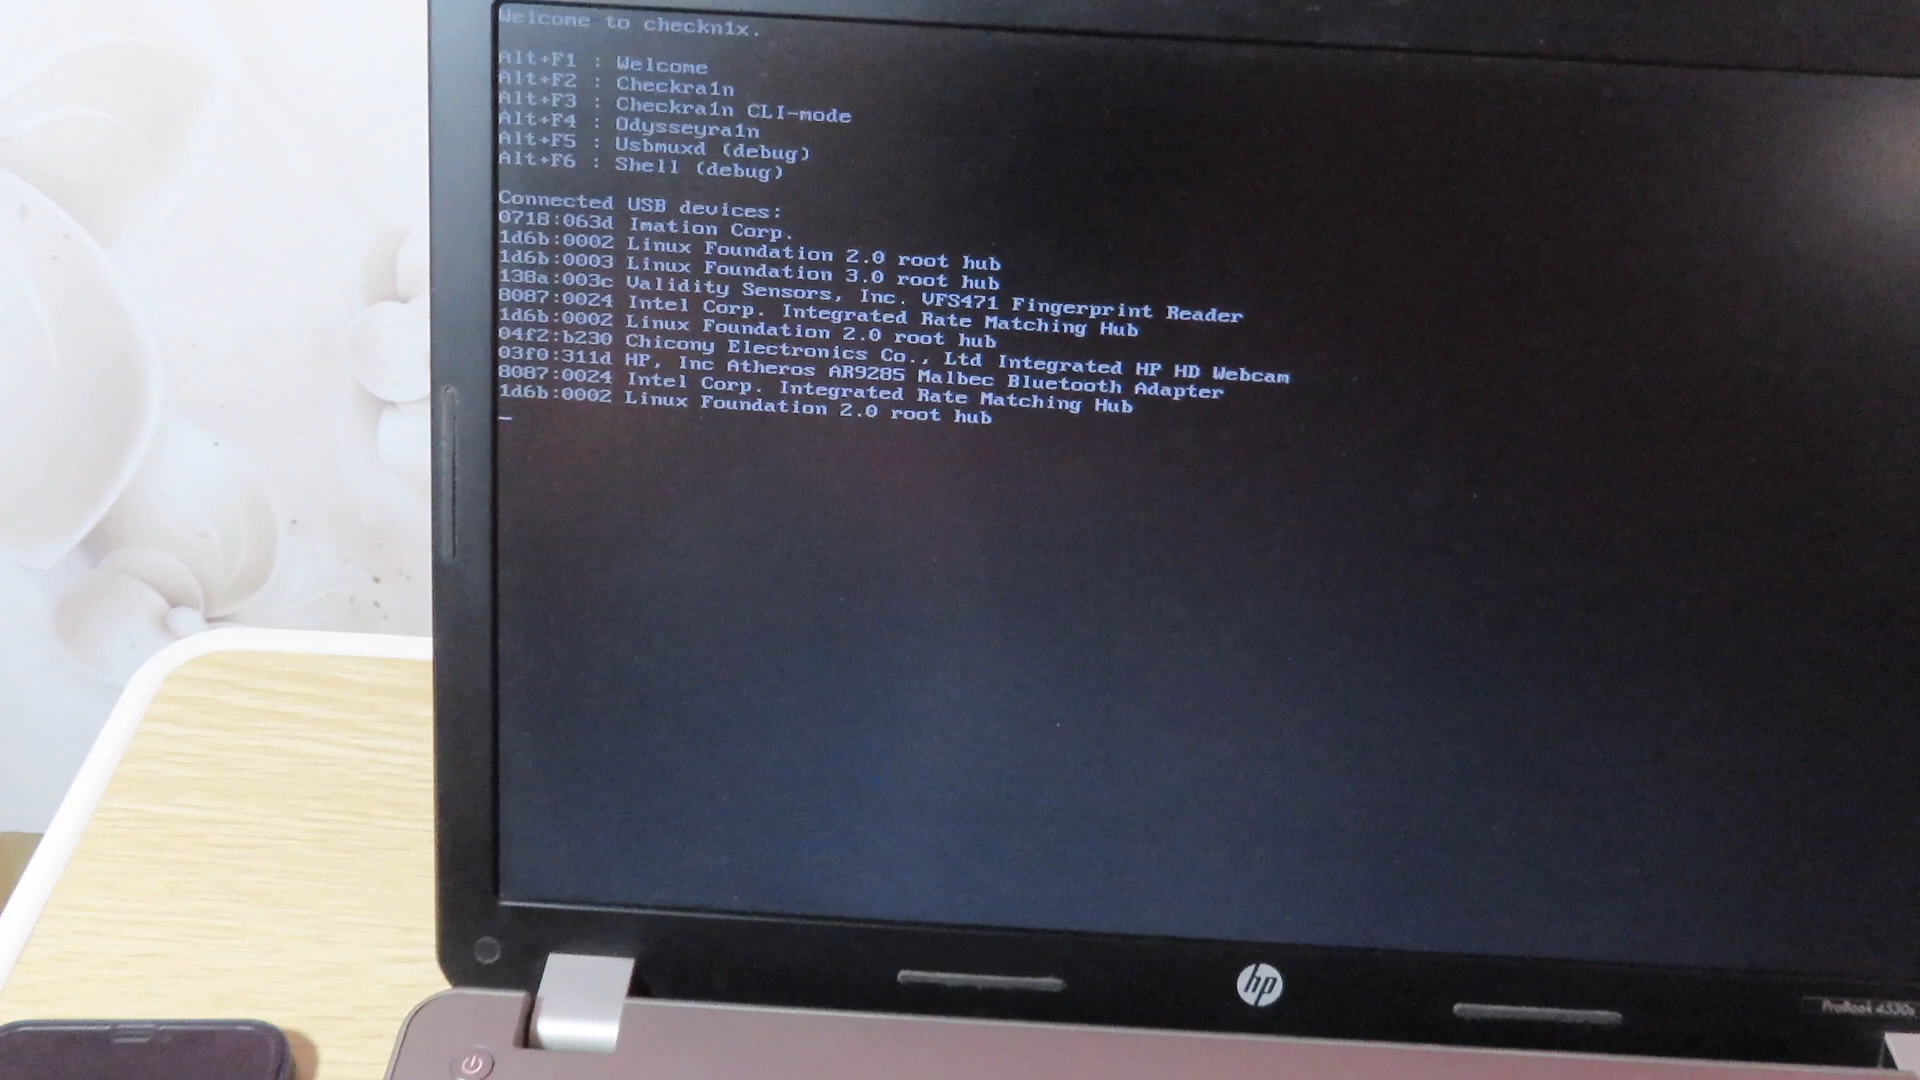 Welcome to checkn1x.
Alt+F1 : Welcome
Alt+F2 : Checkra1n
Alt+F3 : Checkra1n CLI-mode
Alt+F4 : Odysseyra1n
Alt+F5 : Usbmuxd (debug)
Alt+F6 : Shell (debug)
Connected USB devices:
0718:063d Imation Corp.
1d6b:0002 Linux Foundation 2.0 root hub
1d6b:0003 Linux Foundation 3.0 root hub
138a:003c Validity Sensors, Inc. VFS471 Fingerprint Reader
8087:0024 Intel Corp. Integrated Rate Matching Hub
1d6b:0002 Linux Foundation 2.0 root hub
04f2:b230 Chicony Electronics Co., Ltd Integrated HP HD Webcam
03f0:311d HP, Inc Atheros AR9285 Malbec Bluetooth Adapter
8087:0024 Intel Corp. Integrated Rate Matching Hub
1d6b:0002 Linux Foundation 2.0 root hub
_
hp
ProBook 4530s